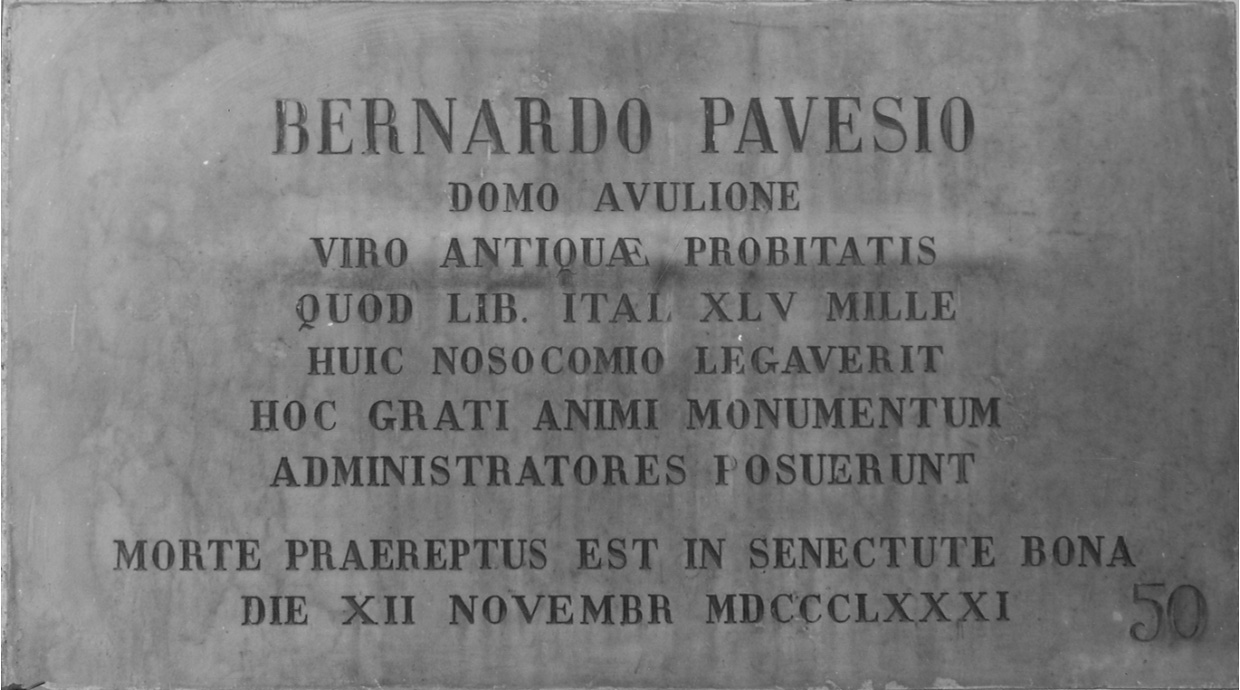 BERNARDO PAVESIO
DOMO AVULIONE
VIRO ANTIQUÆ PROBITATIS
QUOD LIB. ITAL XLV MILLE
HUIC NOSOCOMIO LEGAVERIT
HOC GRATI ANIMI MONUMENTUM
ADMINISTRATORES POSUERUNT
MORTE PRAEREPTUS EST IN SENECTUTE BONA
DIE XII NOVEMBR MDCCCLXXXI
50